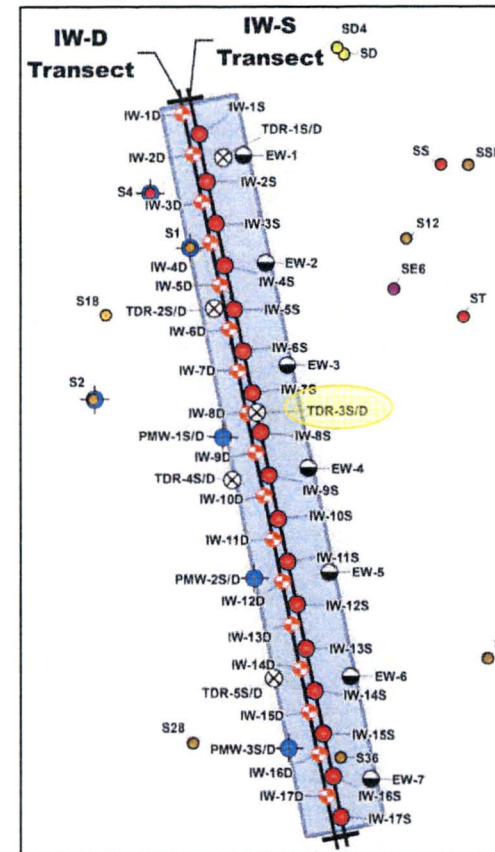 IW-D
Transect
IW-S
Transect
SD4
SD
IW-1D
IW-1S
TDR-1S/D
IW-2D
EW-1
SS
S4
IW-2S
IW-3D
IW-3S
S1
S12
IW-4D
EW-2
IW-4S
IW-5D
SE6
S18
TDR-2S/D
IW-5S
ST
IW-6D
IW-6S
IW-7D
EW-3
S2
IW-7S
IW-8D
TDR-3S/D
PMW-1S/D
IW-8S
IW-9D
EW-4
TDR-4S/D
IW-9S
IW-10D
IW-10S
IW-11D
IW-11S
PMW-2S/D
EW-5
IW-12D
IW-12S
IW-13D
IW-13S
IW-14D
EW-6
TDR-5S/D
IW-14S
IW-15D
IW-15S
S28
PMW-3S/D
S36
IW-16D
EW-7
IW-16S
IW-17D
IW-17S